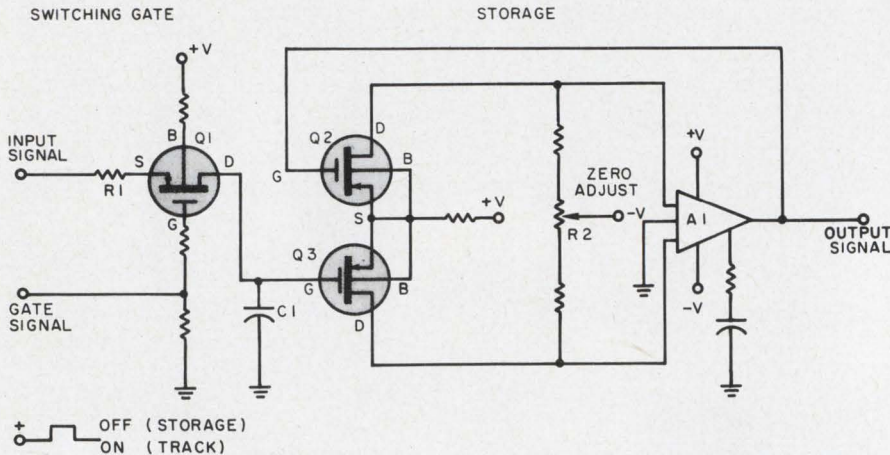 SWITCHING GATE
STORAGE
+V
B
Q1
INPUT
SIGNAL
S
D
R1
G
GATE
SIGNAL
C1
D
Q2
B
G
S
+V
Q3
G
B
D
ZERO
ADJUST
-V
R2
+V
A1
-V
OUTPUT
SIGNAL
+ OFF (STORAGE)
ON (TRACK)